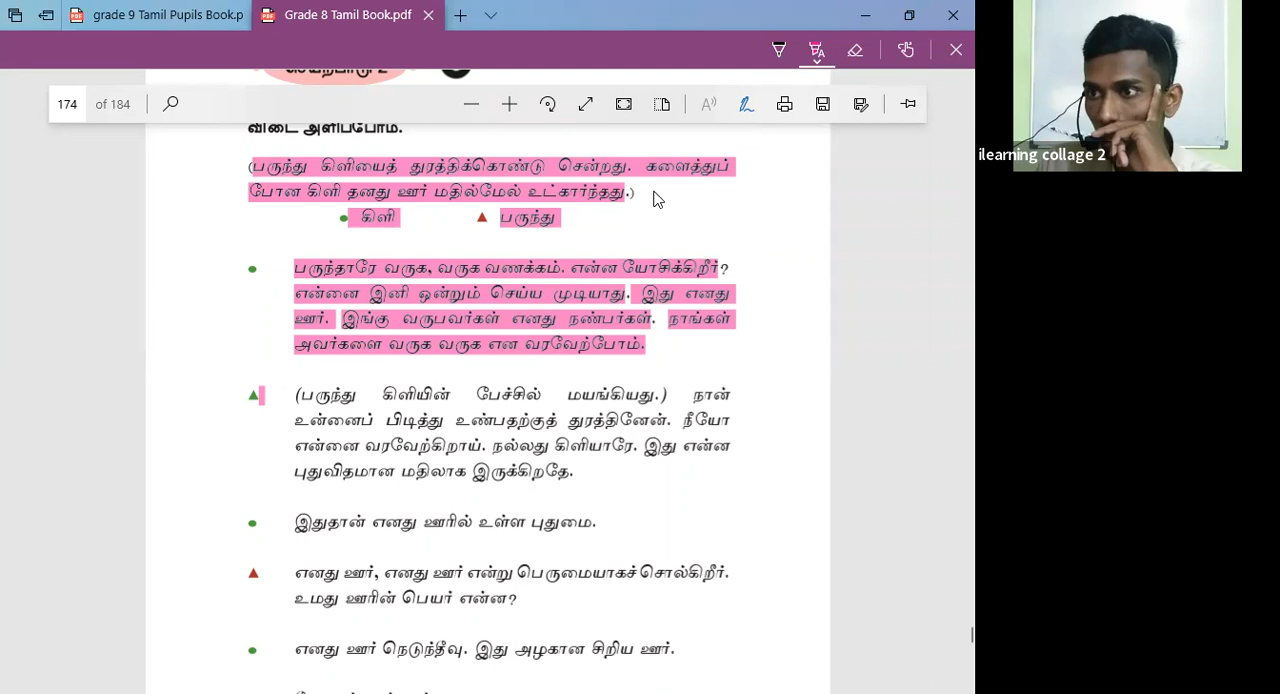 grade 9 Tamil Pupils Book.p
Grade 8 Tamil Book.pdf
செயற்பாடு 2
174 of 184
விடை அளிப்போம்.
ilearning collage 2
(பருந்து கிளியைத் துரத்திக்கொண்டு சென்றது. களைத்துப்
போன கிளி தனது ஊர் மதில்மேல் உட்கார்ந்தது.)
கிளி பருந்து
பருந்தாரே வருக, வருக வணக்கம். என்ன யோசிக்கிறீர்?
என்னை இனி ஒன்றும் செய்ய முடியாது. இது எனது
ஊர். இங்கு வருபவர்கள் எனது நண்பர்கள். நாங்கள்
அவர்களை வருக வருக என வரவேற்போம்.
(பருந்து கிளியின் பேச்சில் மயங்கியது.) நான்
உன்னைப் பிடித்து உண்பதற்குத் துரத்தினேன். நீயோ
என்னை வரவேற்கிறாய். நல்லது கிளியாரே. இது என்ன
புதுவிதமான மதிலாக இருக்கிறதே.
இதுதான் எனது ஊரில் உள்ள புதுமை.
எனது ஊர், எனது ஊர் என்று பெருமையாகச் சொல்கிறீர்.
உமது ஊரின் பெயர் என்ன?
எனது ஊர் நெடுந்தீவு. இது அழகான சிறிய ஊர்.